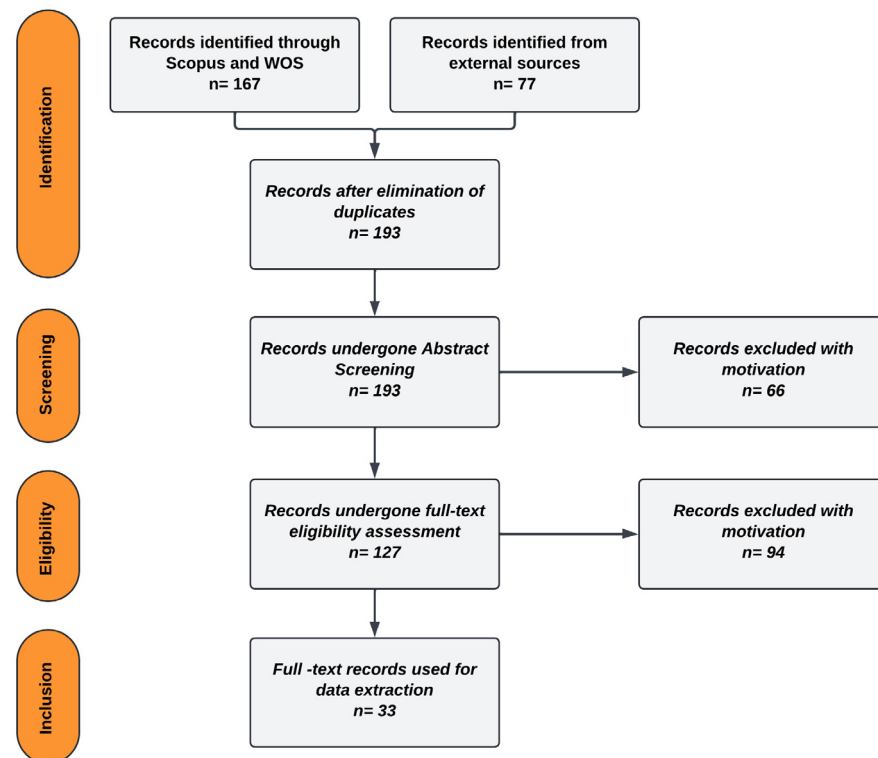 Identification
Records identified through
Scopus and WOS
n= 167
Records identified from
external sources
n= 77
Records after elimination of
duplicates
n= 193
Screening
Records undergone Abstract
Screening
n= 193
Records excluded with
motivation
n= 66
Eligibility
Records undergone full-text
eligibility assessment
n= 127
Records excluded with
motivation
n= 94
Inclusion
Full -text records used for
data extraction
n= 33